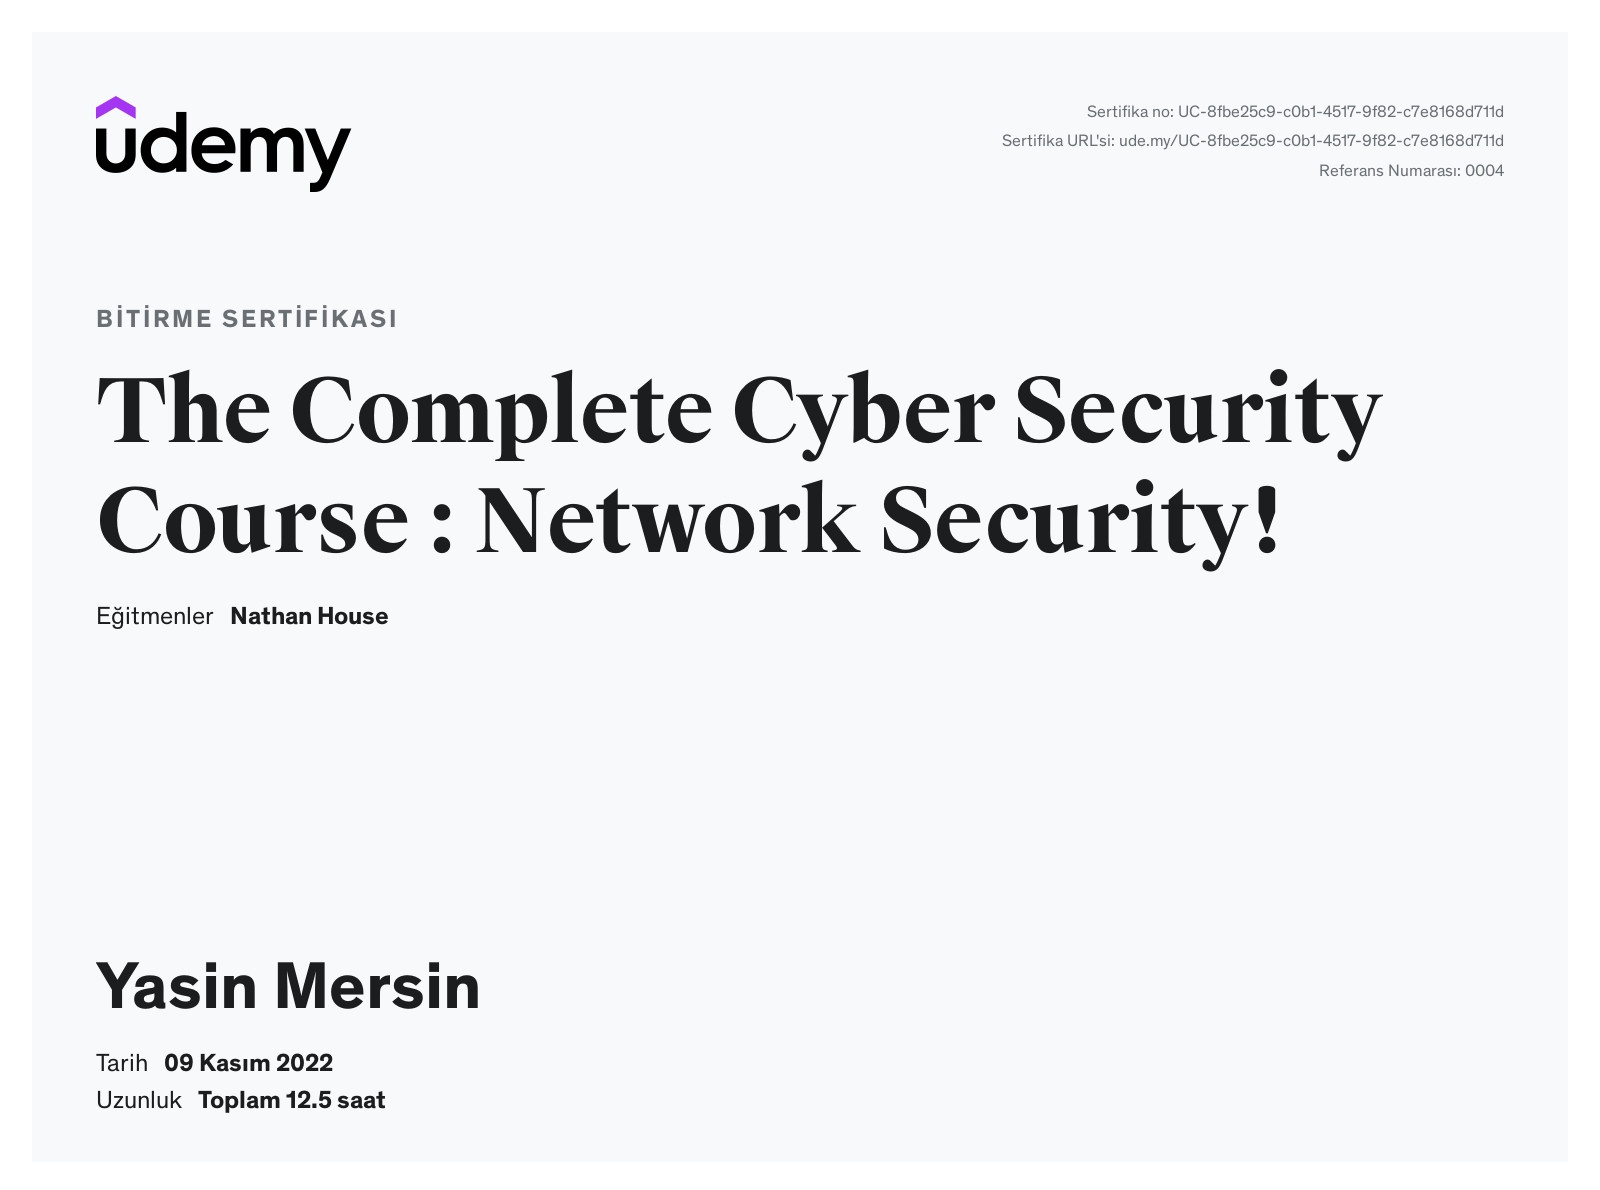 udemy
Sertifika no: UC-8fbe25c9-c0b1-4517-9f82-c7e8168d711d
Sertifika URL'si: ude.my/UC-8fbe25c9-c0b1-4517-9f82-c7e8168d711d
Referans Numarası: 0004
BİTİRME SERTİFİKASI
The Complete Cyber Security
Course : Network Security!
Eğitmenler Nathan House
Yasin Mersin
Tarih 09 Kasım 2022
Uzunluk Toplam 12.5 saat